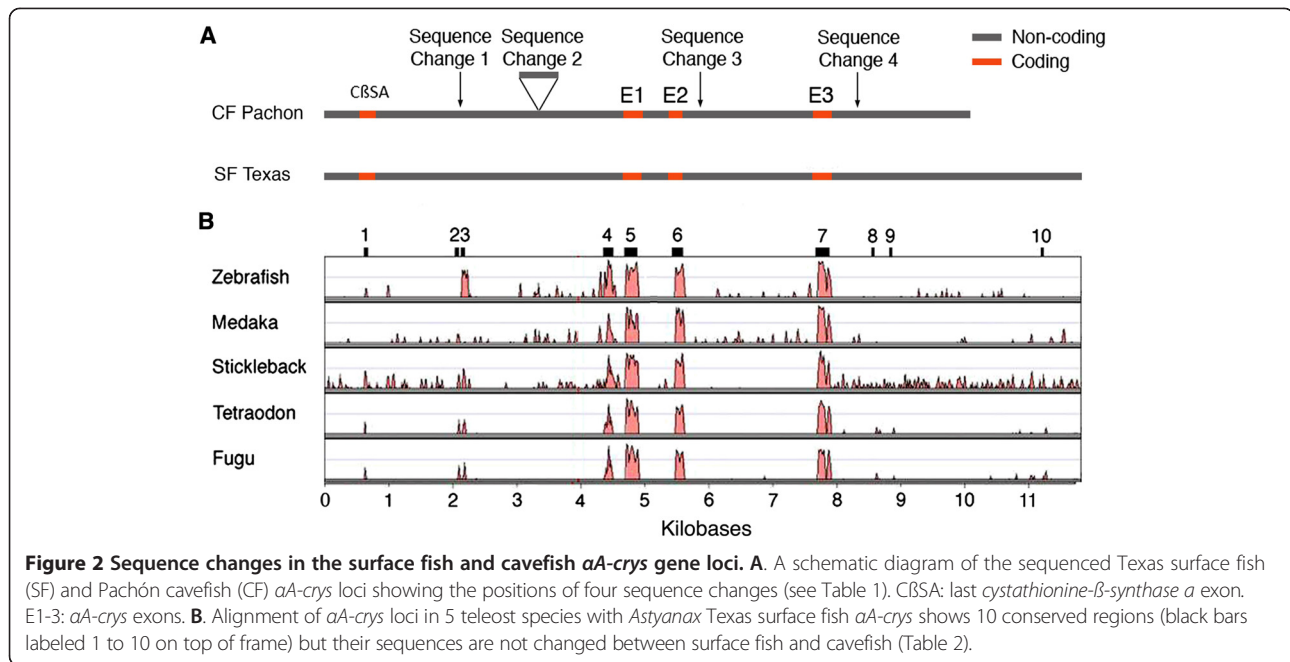 A
Sequence Change 1
Sequence Change 2
Sequence Change 3
Sequence Change 4
Non-coding
Coding
CßSA
E1
E2
E3
CF Pachon
SF Texas
B
1 2 3 4 5 6 7 8 9 10
Zebrafish
Medaka
Stickleback
Tetraodon
Fugu
0 1 2 3 4 5 6 7 8 9 10 11
Kilobases
Figure 2 Sequence changes in the surface fish and cavefish αA-crys gene loci. A. A schematic diagram of the sequenced Texas surface fish
(SF) and Pachón cavefish (CF) αA-crys loci showing the positions of four sequence changes (see Table 1). CßSA: last cystathionine-ß-synthase a exon.
E1-3: αA-crys exons. B. Alignment of αA-crys loci in 5 teleost species with Astyanax Texas surface fish αA-crys shows 10 conserved regions (black bars
labeled 1 to 10 on top of frame) but their sequences are not changed between surface fish and cavefish (Table 2).